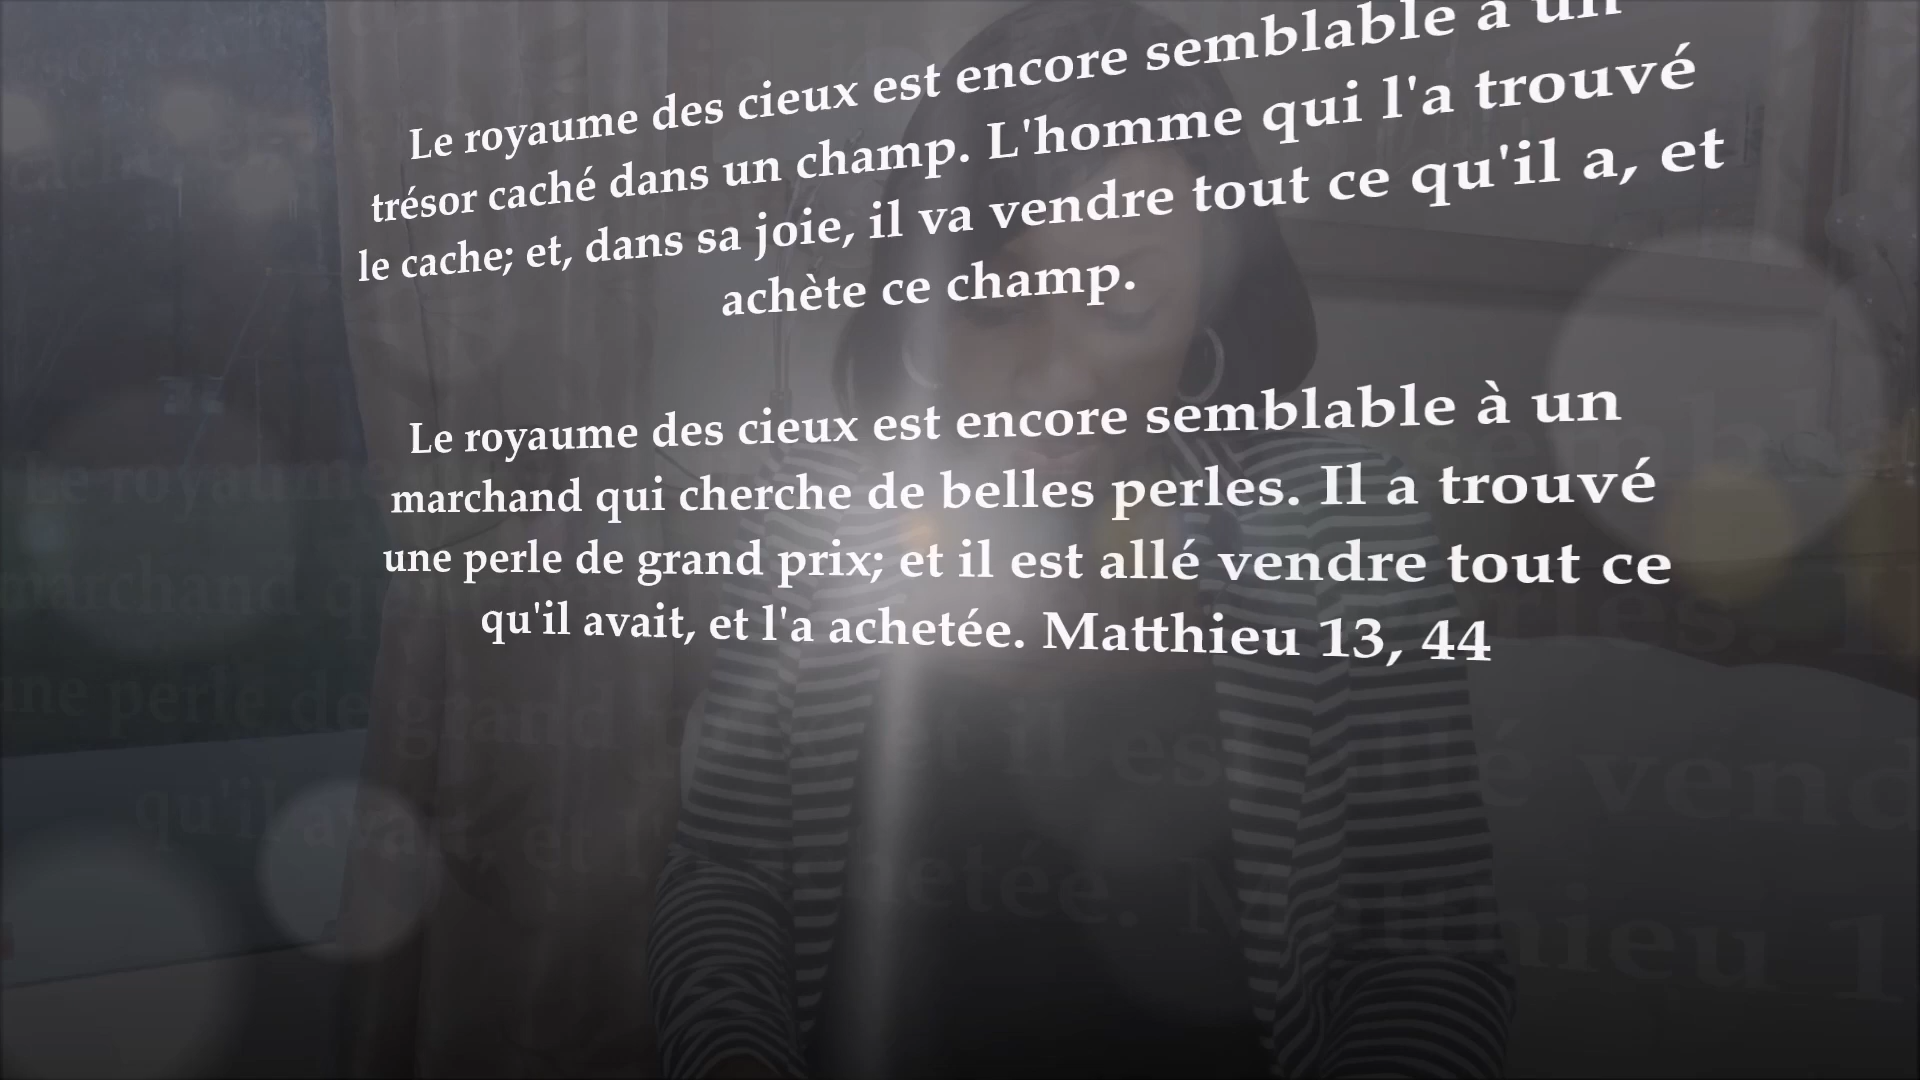 Le royaume des cieux est encore semblable à un
trésor caché dans un champ. L'homme qui l'a trouvé
le cache; et, dans sa joie, il va vendre tout ce qu'il a, et
achète ce champ.
Le royaume des cieux est encore semblable à un
marchand qui cherche de belles perles. Il a trouvé
une perle de grand prix; et il est allé vendre tout ce
qu'il avait, et l'a achetée. Matthieu 13, 44